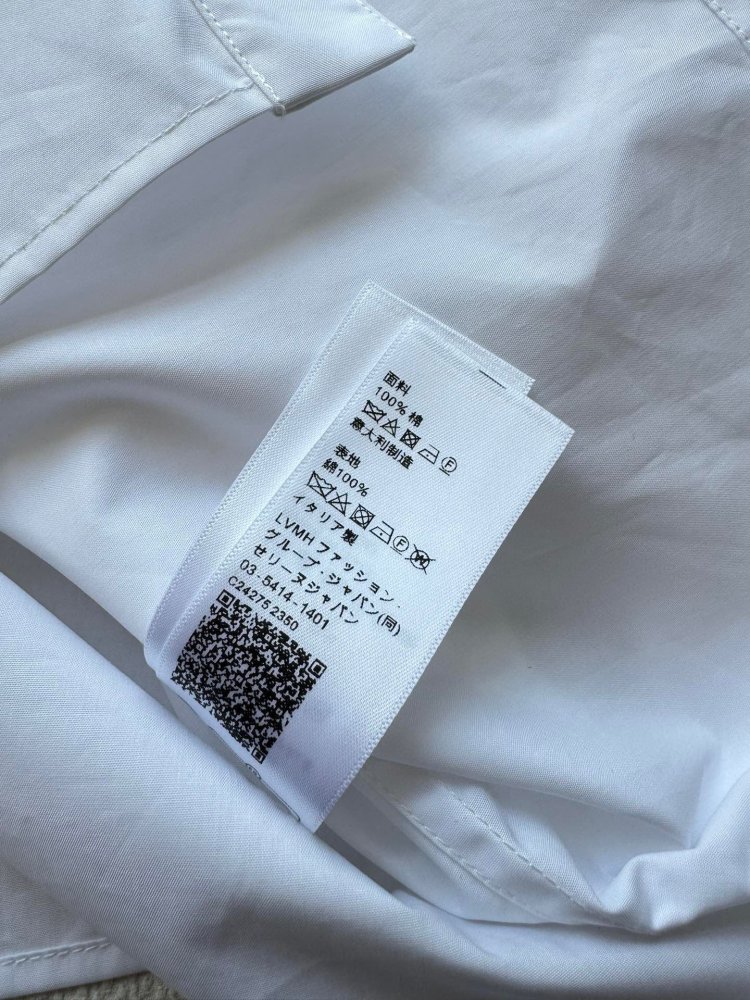 面料
100% 棉
意大利制造
表地
綿100%
イタリア製
LVMH ファッション・
グループ・ジャパン(同)
セリーヌジャパン
03-5414-1401
C24275 2350